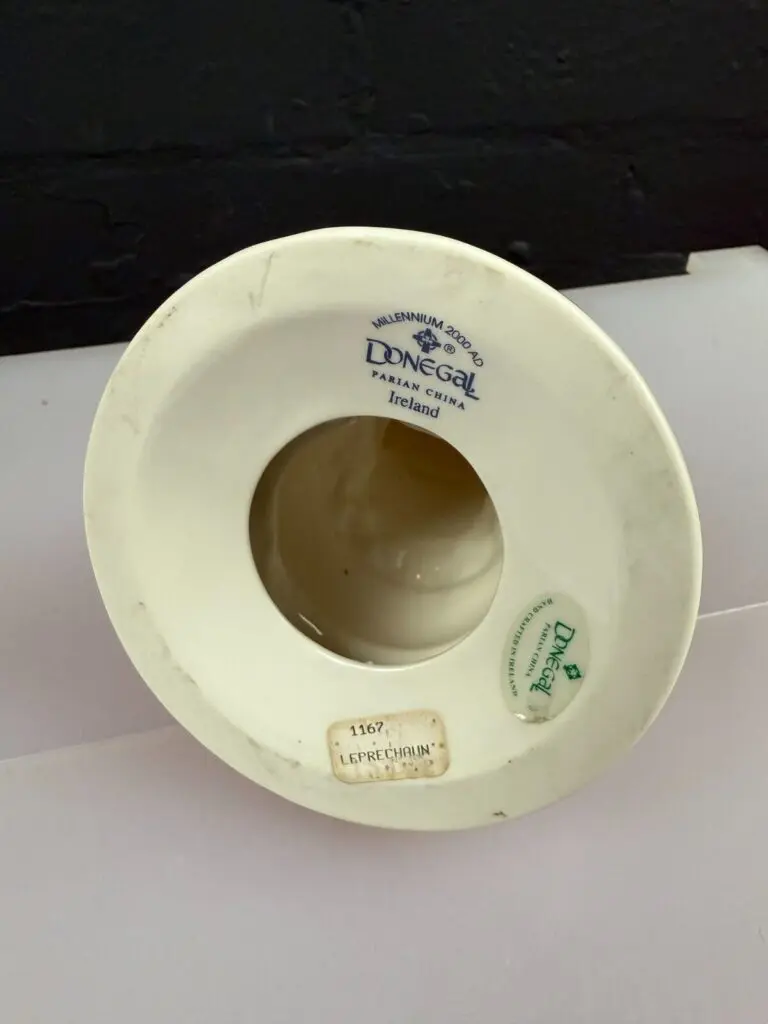 MILLENNIUM 2000 AD
®
DONEGAL
PARIAN CHINA
Ireland
DONEGAL
PARIAN CHINA
HAND CRAFTED IN IRELAND
1167
LEPRECHAUN